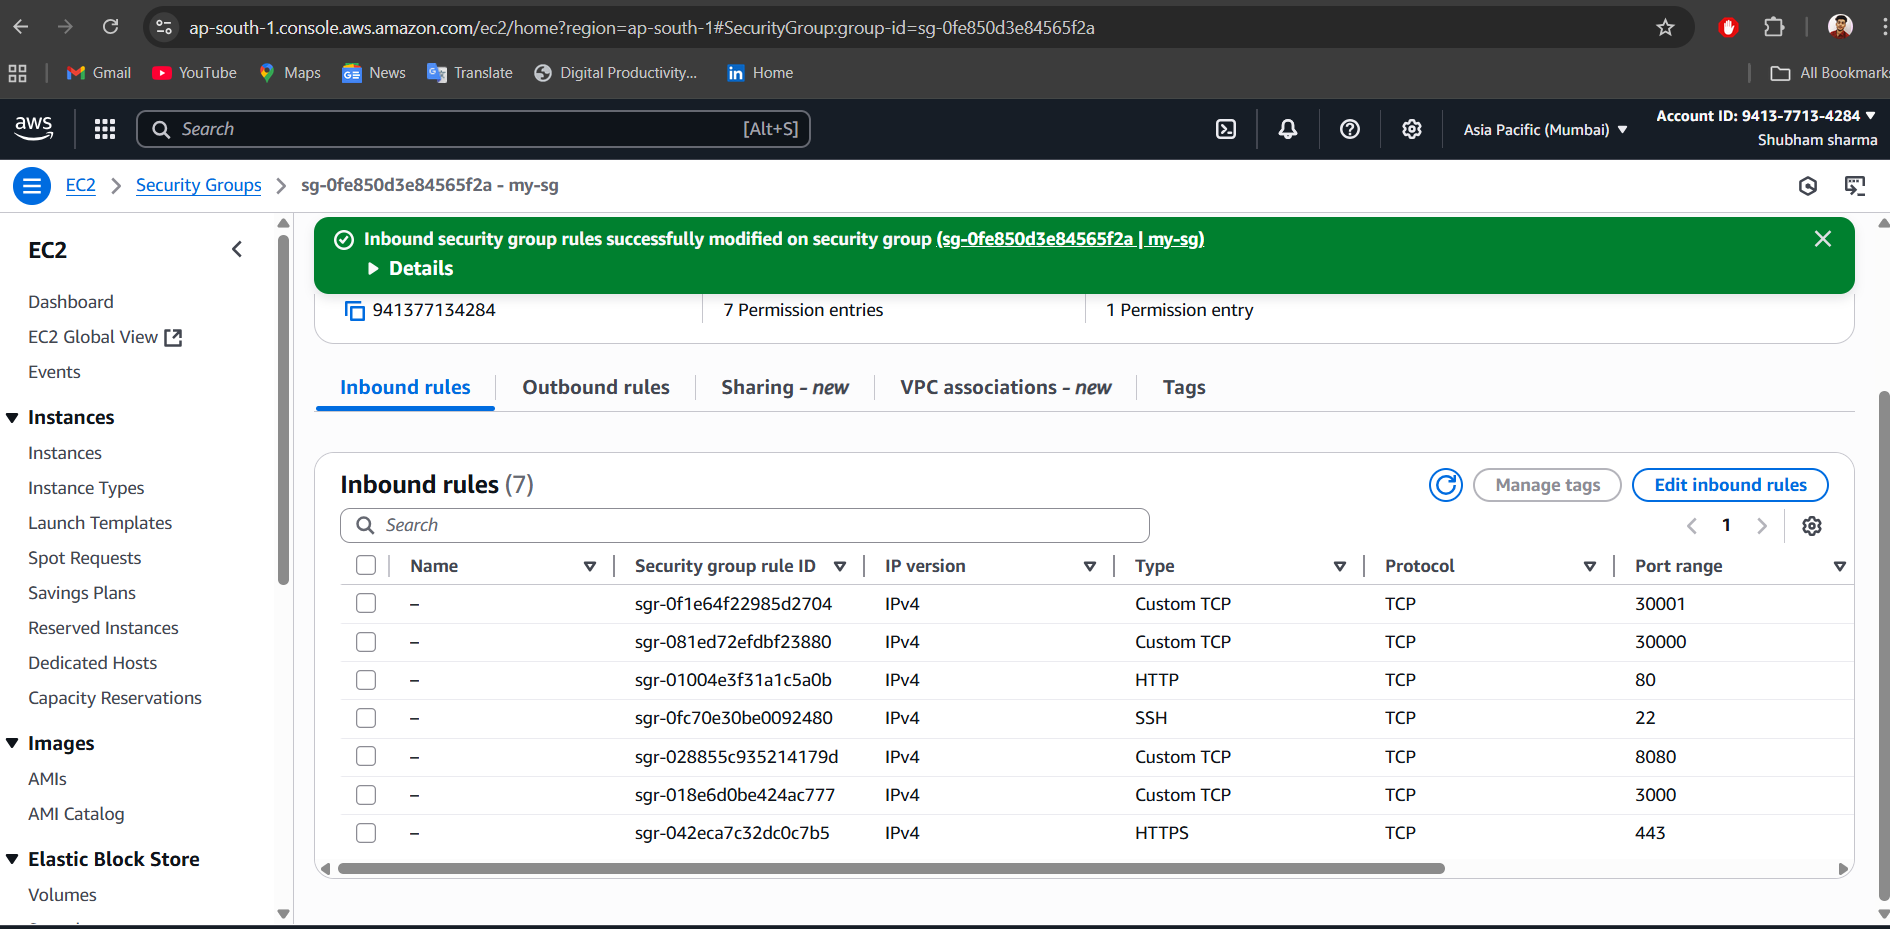 ap-south-1.console.aws.amazon.com/ec2/home?region=ap-south-1#SecurityGroup:group-id=sg-0fe850d3e84565f2a
Gmail YouTube Maps News Translate Digital Productivity... Home All Bookmark
aws Search [Alt+S] Asia Pacific (Mumbai) Account ID: 9413-7713-4284
Shubham sharma
EC2 Security Groups sg-0fe850d3e84565f2a - my-sg
EC2
Dashboard
EC2 Global View
Events
Instances
Instances
Instance Types
Launch Templates
Spot Requests
Savings Plans
Reserved Instances
Dedicated Hosts
Capacity Reservations
Images
AMIs
AMI Catalog
Elastic Block Store
Volumes
Inbound security group rules successfully modified on security group (sg-0fe850d3e84565f2a | my-sg)
Details
941377134284 7 Permission entries 1 Permission entry
Inbound rules Outbound rules Sharing - new VPC associations - new Tags
Inbound rules (7) Manage tags Edit inbound rules
Search 1
Name Security group rule ID IP version Type Protocol Port range
– sgr-0f1e64f22985d2704 IPv4 Custom TCP TCP 30001
– sgr-081ed72efdbf23880 IPv4 Custom TCP TCP 30000
– sgr-01004e3f31a1c5a0b IPv4 HTTP TCP 80
– sgr-0fc70e30be0092480 IPv4 SSH TCP 22
– sgr-028855c935214179d IPv4 Custom TCP TCP 8080
– sgr-018e6d0be424ac777 IPv4 Custom TCP TCP 3000
– sgr-042eca7c32dc0c7b5 IPv4 HTTPS TCP 443